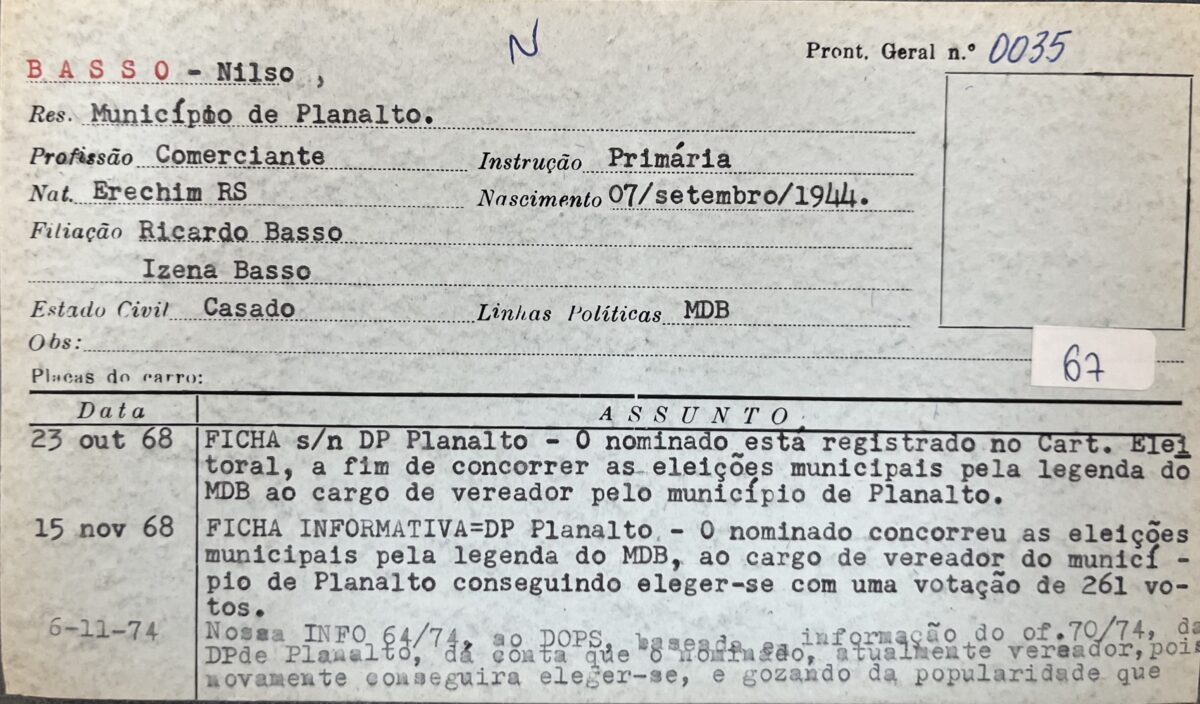 N
Pront. Geral n.º 0035
BASSO - Nilso,
Res. Município de Planalto.
Profissão Comerciante Instrução Primária
Nat. Erechim RS Nascimento 07/setembro/1944.
Filiação Ricardo Basso
Izena Basso
Estado Civil Casado Linhas Políticas MDB
Obs:
67
Placas do carro:
Data ASSUNTO
23 out 68 FICHA s/n DP Planalto - O nominado está registrado no Cart. Elei
toral, a fim de concorrer as eleições municipais pela legenda do
MDB ao cargo de vereador pelo município de Planalto.
15 nov 68 FICHA INFORMATIVA=DP Planalto - O nominado concorreu as eleições
municipais pela legenda do MDB, ao cargo de vereador do municí -
pio de Planalto conseguindo eleger-se com uma votação de 261 vo-
tos.
6-11-74 Nossa INFO 64/74, ao DOPS, baseada informação do of.70/74, da
DPde Planalto, dá conta que o nominado, atualmente vereador, pois
novamente conseguira eleger-se, e gozando da popularidade que